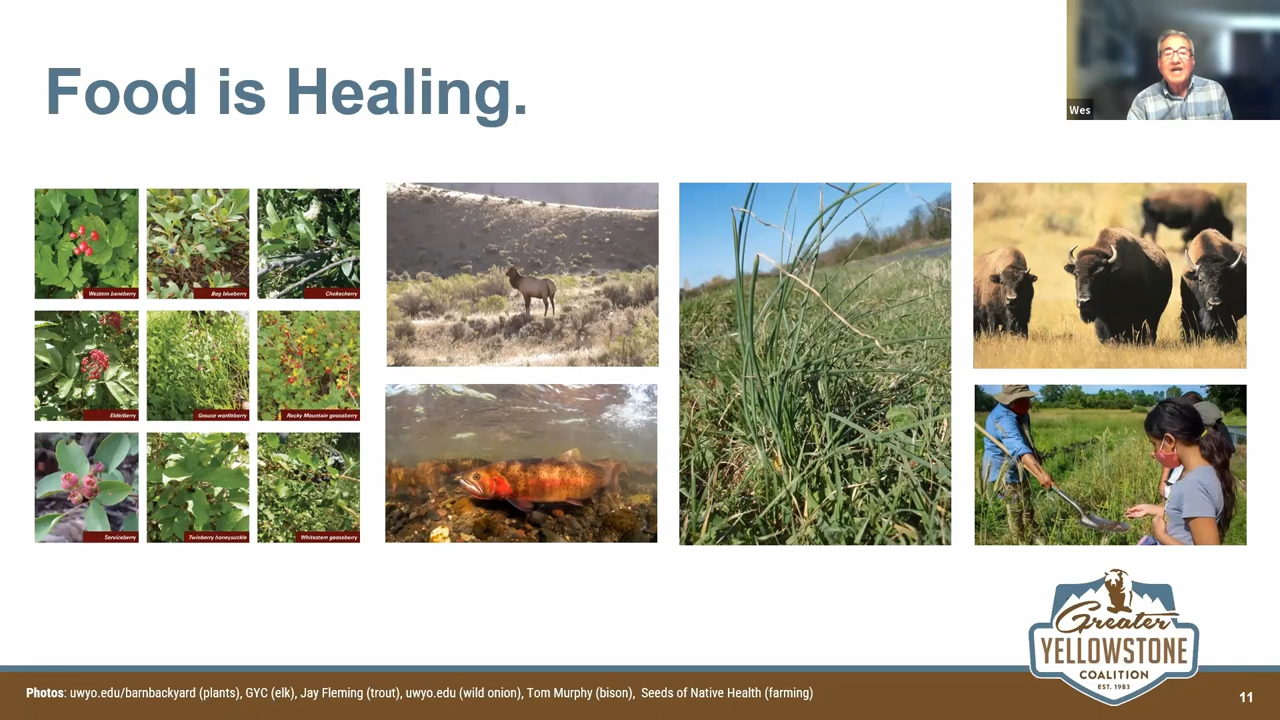 Food is Healing.
Wes
Western baneberry
Bog blueberry
Chokecherry
Elderberry
Grouse wortleberry
Rocky Mountain gooseberry
Serviceberry
Twinberry honeysuckle
Whitestem gooseberry
Greater
YELLOWSTONE
COALITION
EST. 1983
Photos: uwyo.edu/barnbackyard (plants), GYC (elk), Jay Fleming (trout), uwyo.edu (wild onion), Tom Murphy (bison), Seeds of Native Health (farming)
11